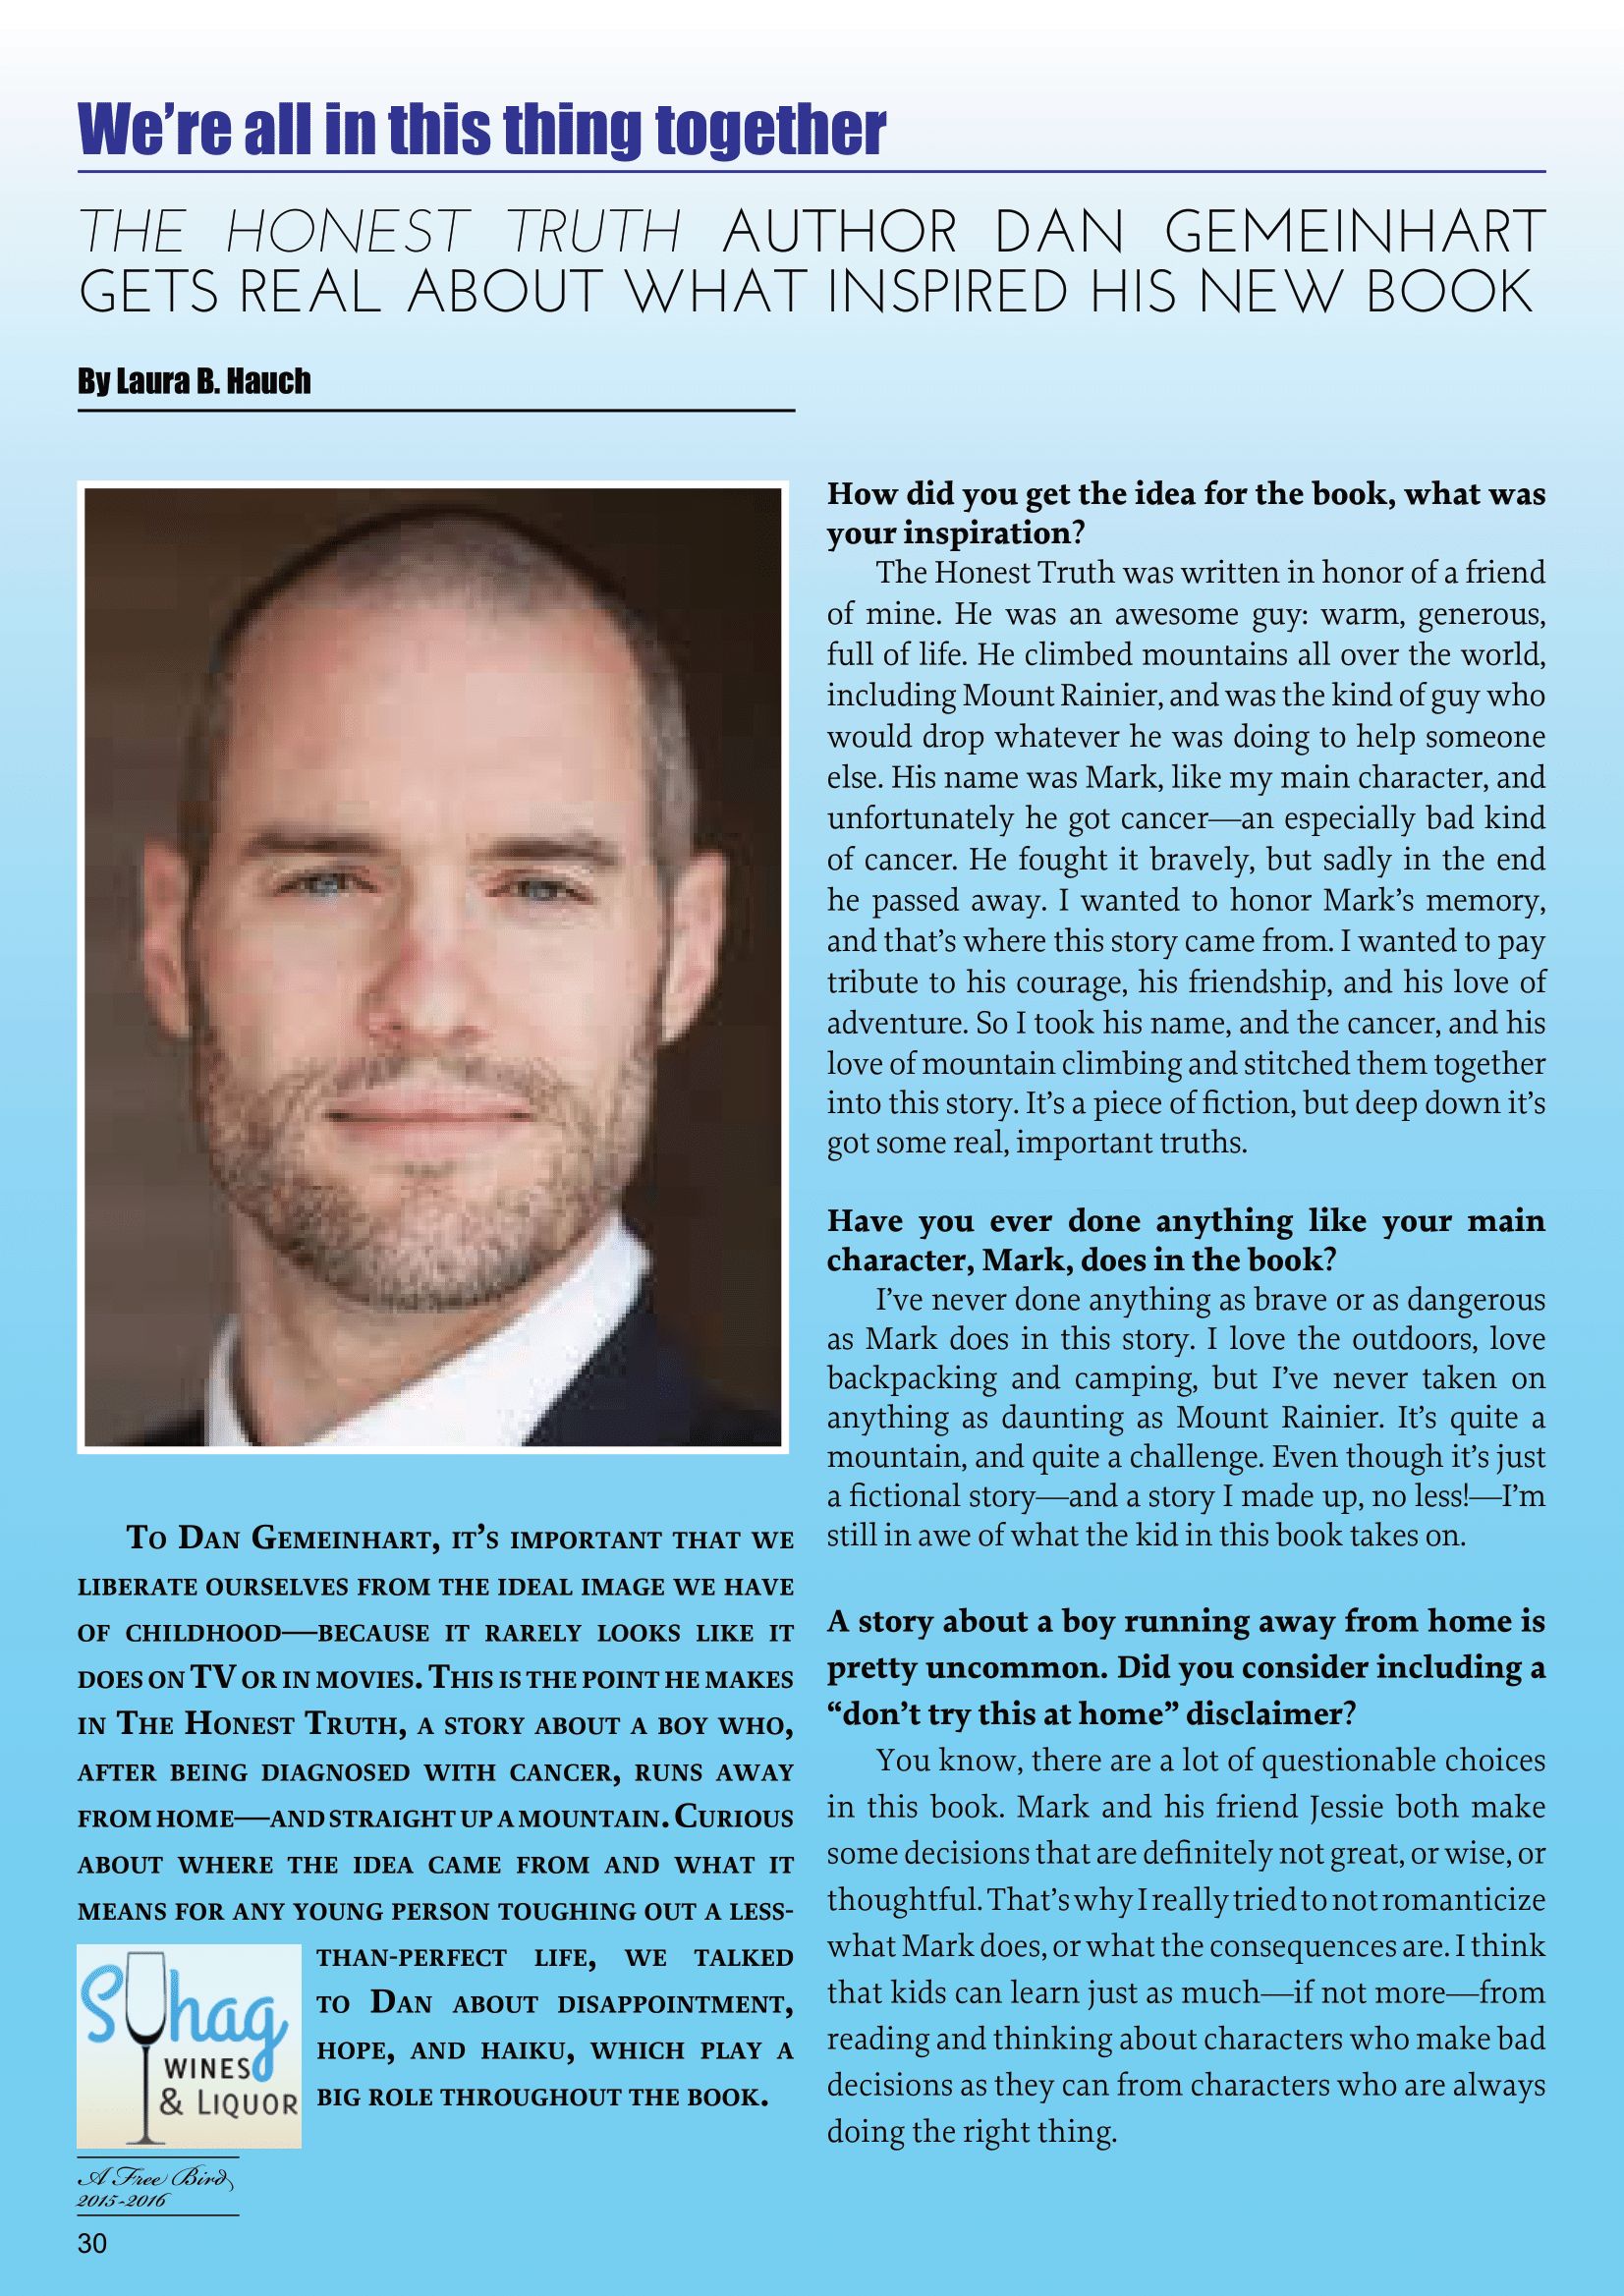 We’re all in this thing together
THE HONEST TRUTH AUTHOR DAN GEMEINHART
GETS REAL ABOUT WHAT INSPIRED HIS NEW BOOK
By Laura B. Hauch
To Dan Gemeinhart, it’s important that we
liberate ourselves from the ideal image we have
of childhood—because it rarely looks like it
does on TV or in movies. This is the point he makes
in The Honest Truth, a story about a boy who,
after being diagnosed with cancer, runs away
from home—and straight up a mountain. Curious
about where the idea came from and what it
means for any young person toughing out a less-
than-perfect life, we talked
to Dan about disappointment,
hope, and haiku, which play a
big role throughout the book.
Suhag
WINES
& LIQUOR
How did you get the idea for the book, what was
your inspiration?
The Honest Truth was written in honor of a friend
of mine. He was an awesome guy: warm, generous,
full of life. He climbed mountains all over the world,
including Mount Rainier, and was the kind of guy who
would drop whatever he was doing to help someone
else. His name was Mark, like my main character, and
unfortunately he got cancer—an especially bad kind
of cancer. He fought it bravely, but sadly in the end
he passed away. I wanted to honor Mark’s memory,
and that’s where this story came from. I wanted to pay
tribute to his courage, his friendship, and his love of
adventure. So I took his name, and the cancer, and his
love of mountain climbing and stitched them together
into this story. It’s a piece of fiction, but deep down it’s
got some real, important truths.
Have you ever done anything like your main
character, Mark, does in the book?
I’ve never done anything as brave or as dangerous
as Mark does in this story. I love the outdoors, love
backpacking and camping, but I’ve never taken on
anything as daunting as Mount Rainier. It’s quite a
mountain, and quite a challenge. Even though it’s just
a fictional story—and a story I made up, no less!—I’m
still in awe of what the kid in this book takes on.
A story about a boy running away from home is
pretty uncommon. Did you consider including a
“don’t try this at home” disclaimer?
You know, there are a lot of questionable choices
in this book. Mark and his friend Jessie both make
some decisions that are definitely not great, or wise, or
thoughtful. That’s why I really tried to not romanticize
what Mark does, or what the consequences are. I think
that kids can learn just as much—if not more—from
reading and thinking about characters who make bad
decisions as they can from characters who are always
doing the right thing.
A Free Bird
2015-2016
30